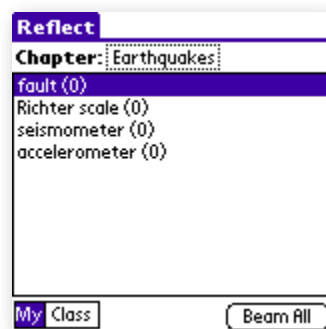 Reflect
Chapter: Earthquakes
fault (0)
Richter scale (0)
seismometer (0)
accelerometer (0)
My Class Beam All